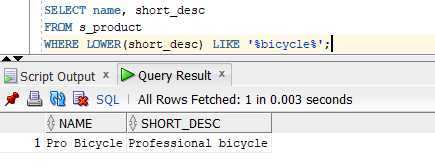 SELECT name, short_desc
FROM s_product
WHERE LOWER(short_desc) LIKE '%bicycle%';
Script Output x Query Result x
SQL | All Rows Fetched: 1 in 0.003 seconds
NAME SHORT_DESC
1 Pro Bicycle Professional bicycle